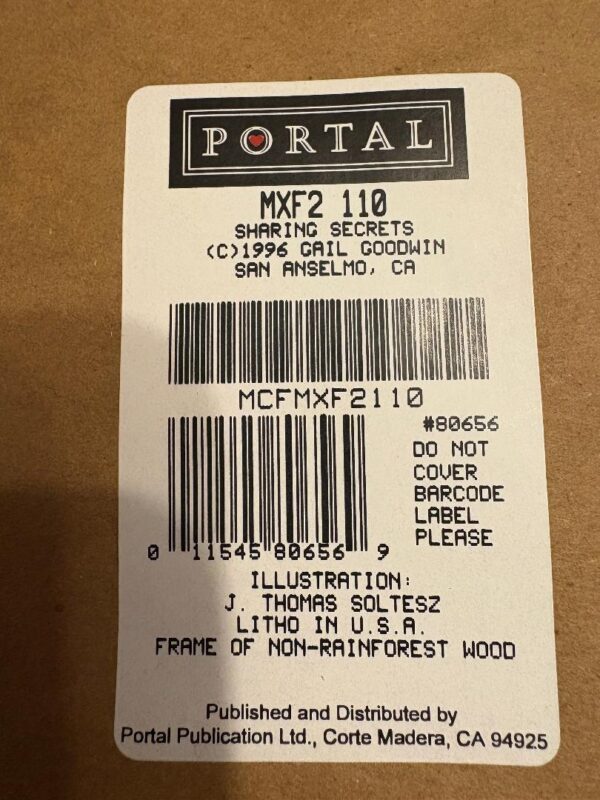 PORTAL
MXF2 110
SHARING SECRETS
(C)1996 GAIL GOODWIN
SAN ANSELMO, CA
MCFMXF2110
#80656
DO NOT
COVER
BARCODE
LABEL
PLEASE
0 11545 80656 9
ILLUSTRATION:
J. THOMAS SOLTESZ
LITHO IN U.S.A.
FRAME OF NON-RAINFOREST WOOD
Published and Distributed by
Portal Publication Ltd., Corte Madera, CA 94925